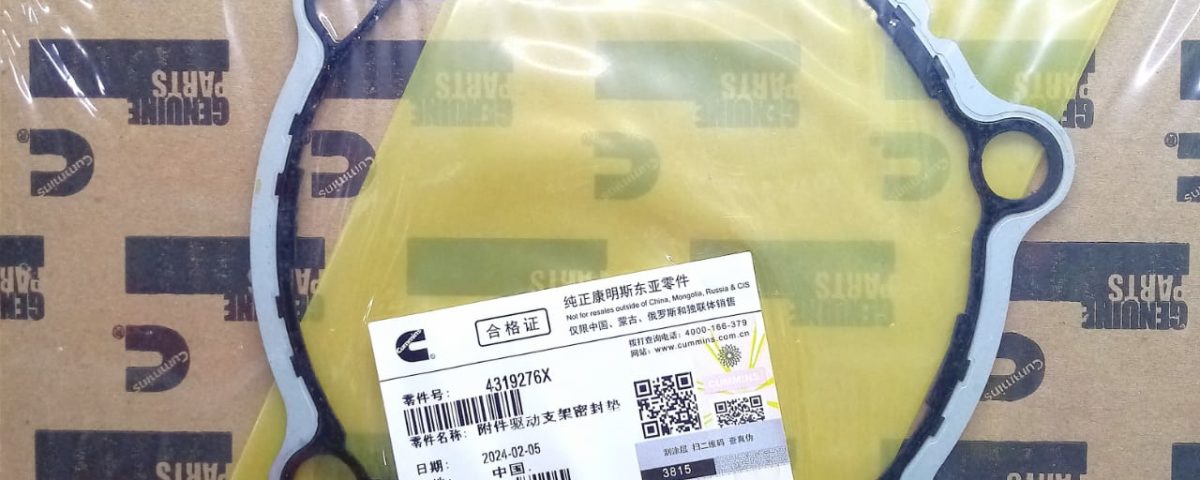 GENUINE
PARTS
Cummins
Cummins
合格证
纯正康明斯东亚零件
Not for resales outside of China, Mongolia, Russia & CIS
仅限中国、蒙古、俄罗斯和独联体销售
拨打查询电话: 4000-166-379
网站: www.cummins.com.cn
零件号: 4319276X
零件名称: 附件驱动支架密封垫
日期: 2024-02-05
中国
CUMMINS
刮涂层 扫二维码 查真伪
3815